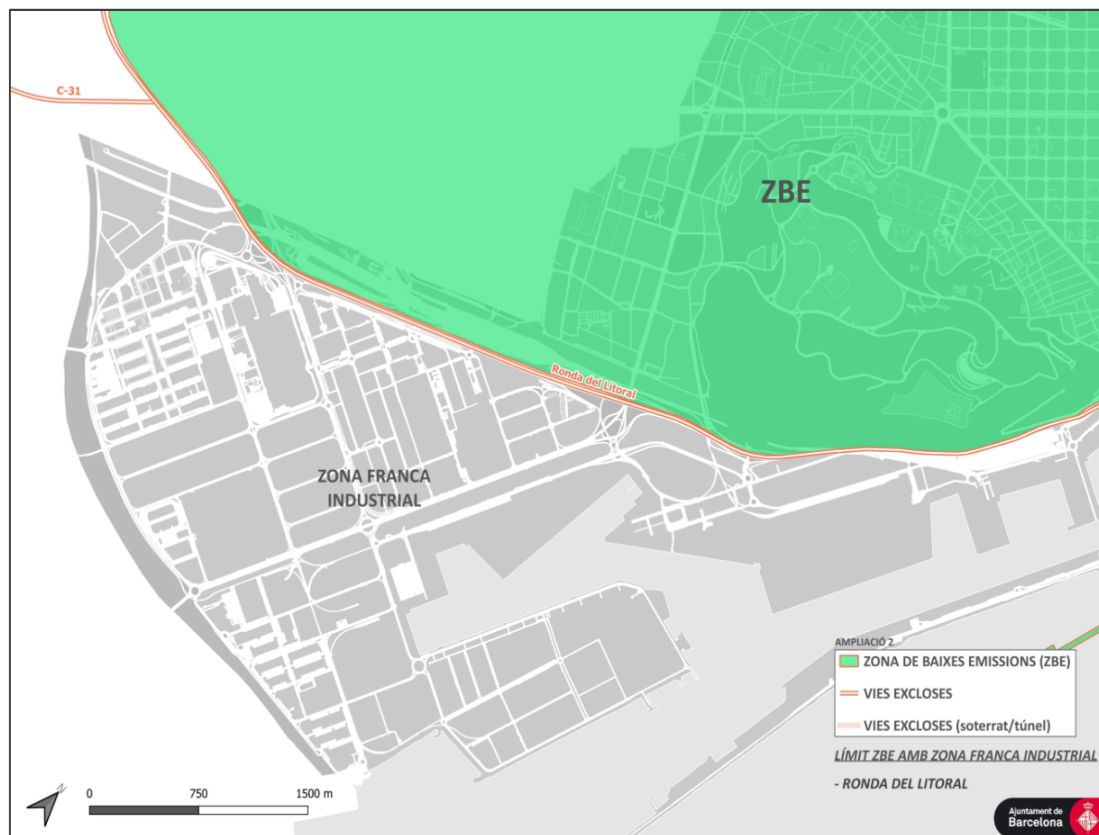 C-31
ZBE
Ronda del Litoral
ZONA FRANCA
INDUSTRIAL
AMPLIACIÓ 2
ZONA DE BAIXES EMISSIONS (ZBE)
VIES EXCLOSES
VIES EXCLOSES (soterrat/túnel)
LÍMIT ZBE AMB ZONA FRANCA INDUSTRIAL
- RONDA DEL LITORAL
N
0 750 1500 m
Ajuntament de
Barcelona